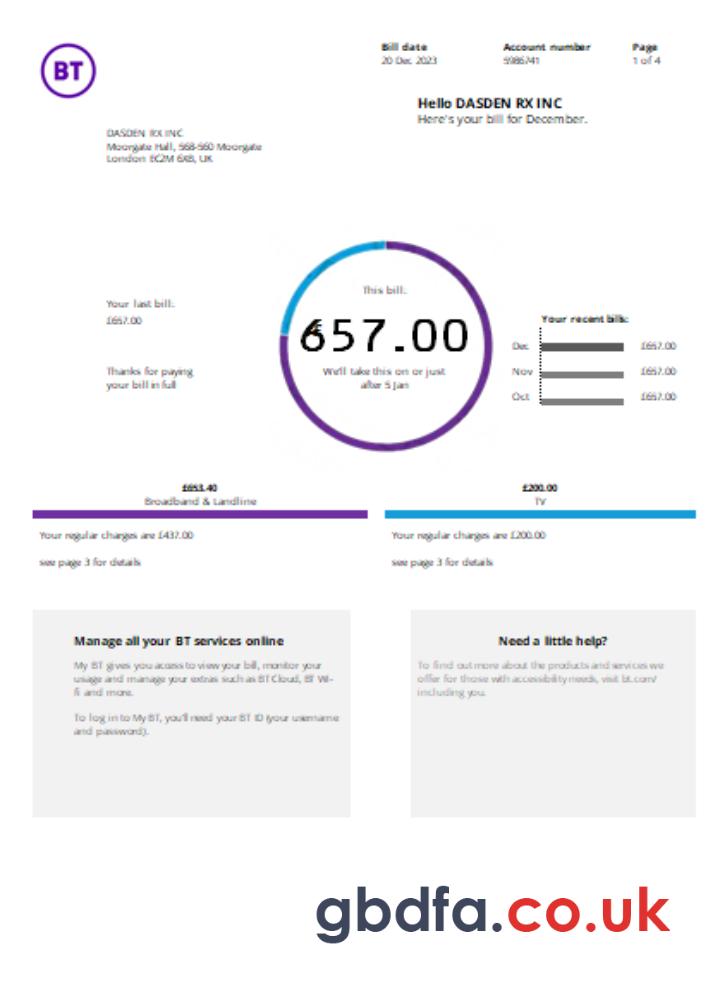 BT
Bill date Account number Page
20 Dec 2023 5986741 1 of 4
Hello DASDEN RX INC
Here's your bill for December.
DASDEN RX INC
Moorgate Hall, 568-560 Moorgate
London EC2M 6XB, UK
Your last bill:
£657.00
Thanks for paying
your bill in full
This bill:
657.00
We'll take this on or just
after 5 Jan
Your recent bills:
Dec £657.00
Nov £657.00
Oct £657.00
£653.40
Broadband & Landline
Your regular charges are £437.00
see page 3 for details
£200.00
TV
Your regular charges are £200.00
see page 3 for details
Manage all your BT services online
My BT gives you access to view your bill, monitor your
usage and manage your extras such as BT Cloud, BT Wi-
fi and more.
To log in to My BT, you'll need your BT ID (your username
and password).
Need a little help?
To find out more about the products and services we
offer for those with accessibility needs, visit bt.com/
including you.
gbdfa.co.uk